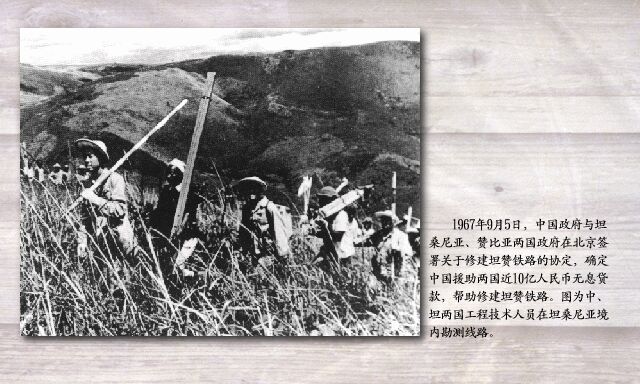 1967年9月5日，中国政府与坦
桑尼亚、赞比亚两国政府在北京签
署关于修建坦赞铁路的协定，确定
中国援助两国近10亿人民币无息贷
款，帮助修建坦赞铁路。图为中、
坦两国工程技术人员在坦桑尼亚境
内勘测线路。